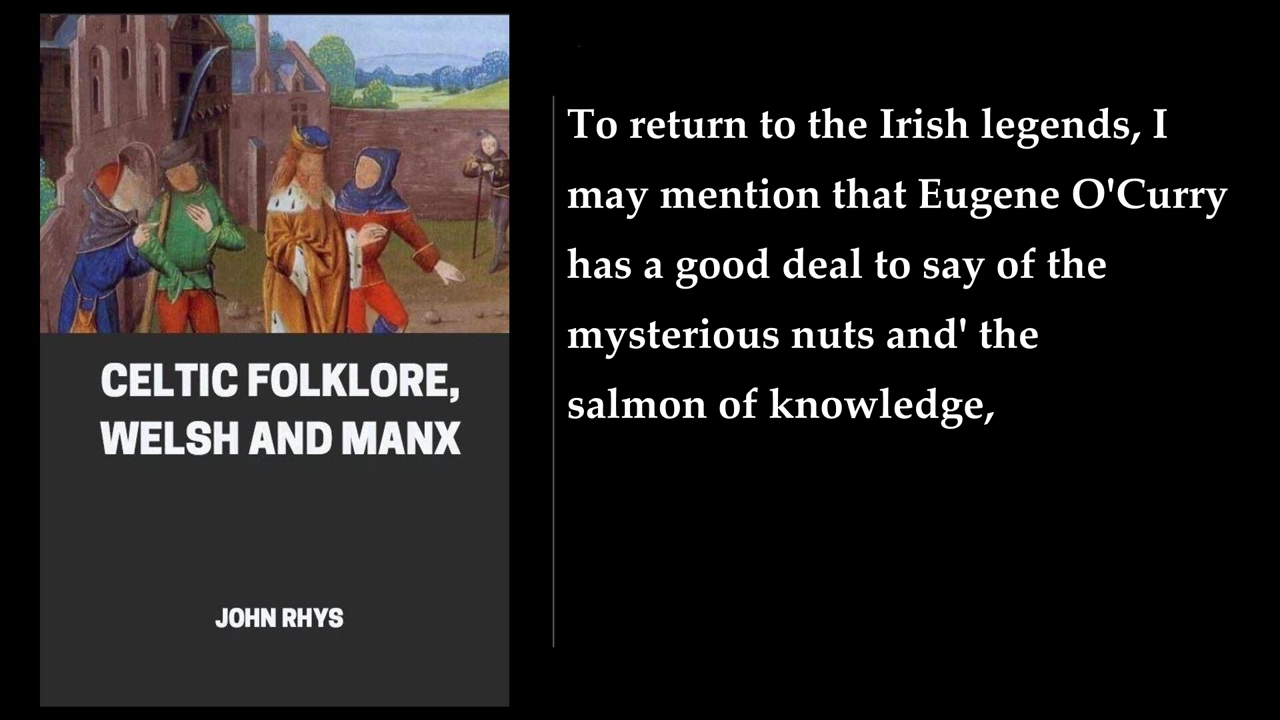 CELTIC FOLKLORE,
WELSH AND MANX
JOHN RHYS
To return to the Irish legends, I
may mention that Eugene O'Curry
has a good deal to say of the
mysterious nuts and' the
salmon of knowledge,